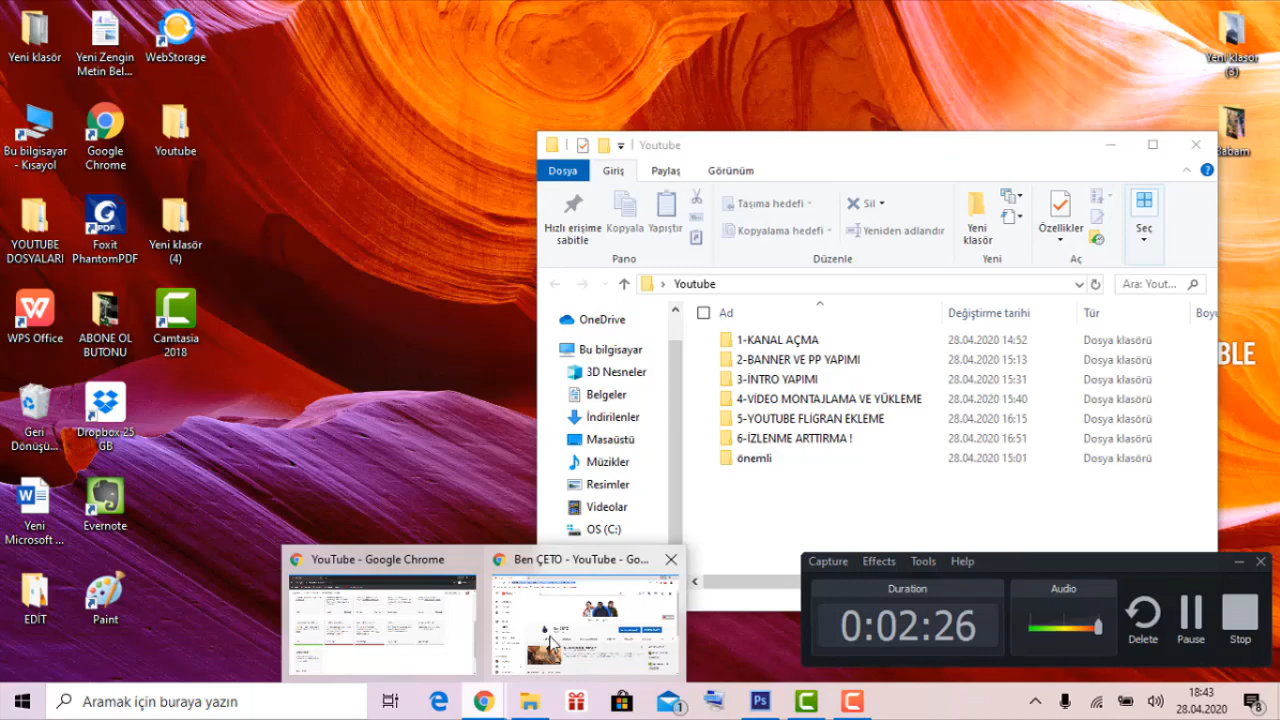 Yeni klasör
Yeni Zengin
Metin Bel...
WebStorage
Yeni klasör
(3)
Bu bilgisayar
- Kısayol
Google
Chrome
Youtube
Babam
YOUTUBE
DOSYALARI
Foxit
PhantomPDF
Yeni klasör
(4)
WPS Office
ABONE OL
BUTONU
Camtasia
2018
Geri
Dönüşü...
Dropbox 25
GB
Yeni
Microsoft ...
Evernote
EDİT
Paint
Youtube
Dosya
Giriş
Paylaş
Görünüm
Hızlı erişime
sabitle
Kopyala
Yapıştır
Taşıma hedefi
Kopyalama hedefi
Sil
Yeniden adlandır
Yeni
klasör
Özellikler
Seç
Pano
Düzenle
Yeni
Aç
Youtube
Ara: Yout...
Ad
Değiştirme tarihi
Tür
Boyu
OneDrive
Bu bilgisayar
3D Nesneler
Belgeler
İndirilenler
Masaüstü
Müzikler
Resimler
Videolar
OS (C:)
1-KANAL AÇMA 28.04.2020 14:52 Dosya klasörü
2-BANNER VE PP YAPIMI 28.04.2020 15:13 Dosya klasörü
3-İNTRO YAPIMI 28.04.2020 15:31 Dosya klasörü
4-VİDEO MONTAJLAMA VE YÜKLEME 28.04.2020 15:40 Dosya klasörü
5-YOUTUBE FLİGRAN EKLEME 28.04.2020 16:15 Dosya klasörü
6-İZLENME ARTTIRMA ! 28.04.2020 16:51 Dosya klasörü
önemli 28.04.2020 15:01 Dosya klasörü
BLE
YouTube - Google Chrome
Ben ÇETO - YouTube - Go...
Capture Effects Tools Help
Duration
Audio
0:02:26
Delete
Pause
Stop
Aramak için buraya yazın
18:43
28.04.2020
1
8